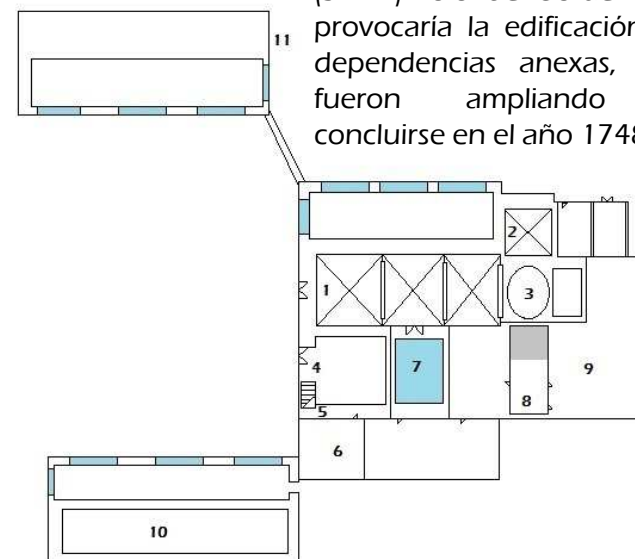 provocaría la edificación
dependencias anexas,
fueron ampliando
concluirse en el año 1748
11
2
1
3
4
7
9
8
5
6
10